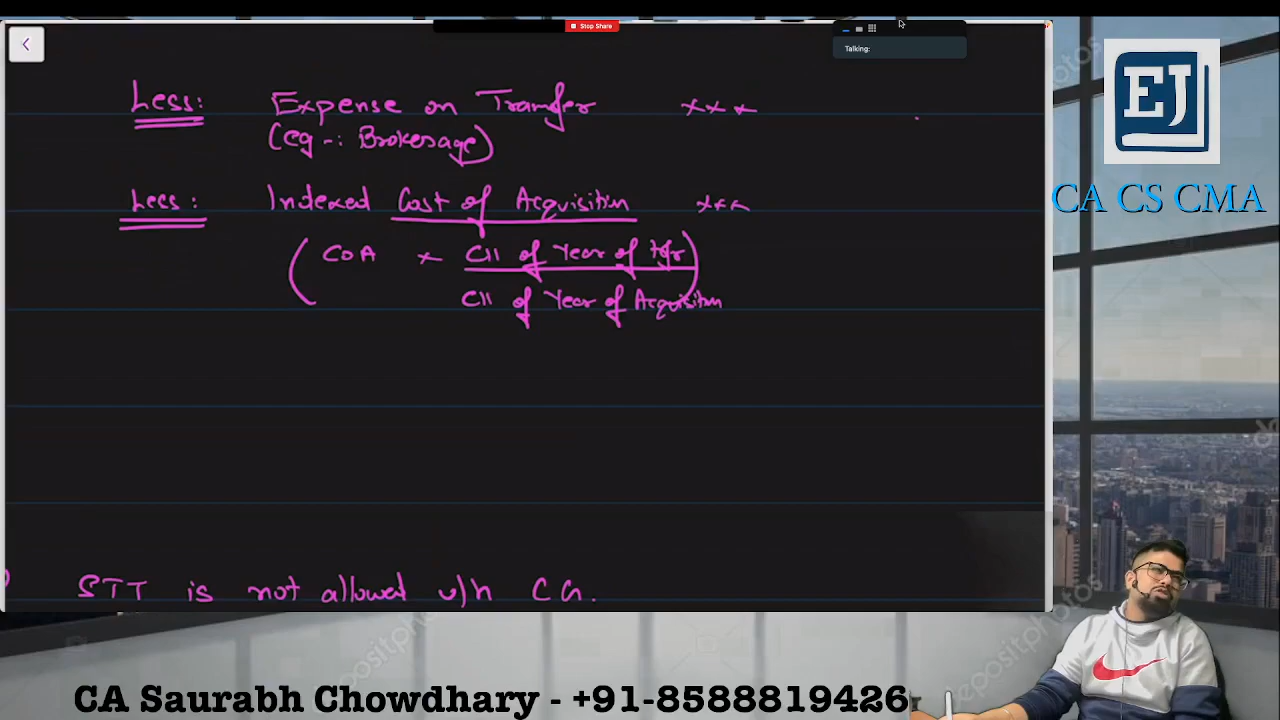 Stop Share
Talking:
Less: Expense on Transfer xxx
(eg -: Brokerage)
Less: Indexed Cost of Acquisition xxx
(COA x CII of Year of tfr)
CII of Year of Acquisition
STT is not allowed u/h CG.
EJ
CA CS CMA
CA Saurabh Chowdhary - +91-8588819426